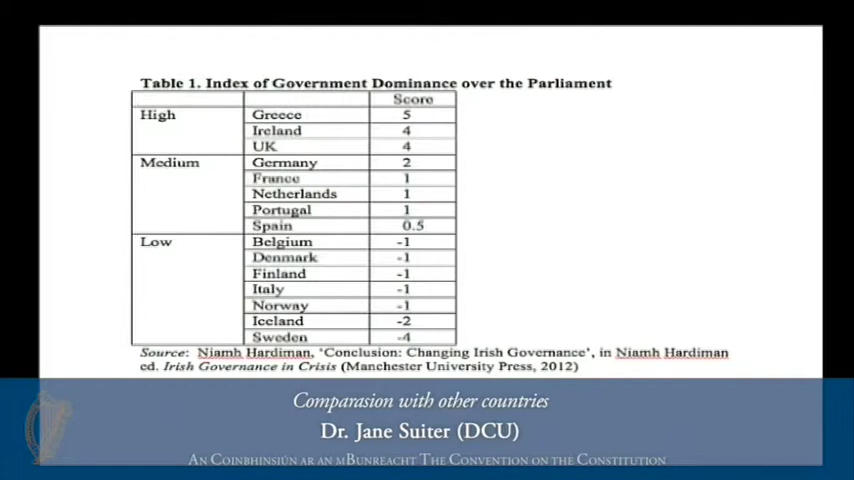 Table 1. Index of Government Dominance over the Parliament
Score
High Greece 5
Ireland 4
UK 4
Medium Germany 2
France 1
Netherlands 1
Portugal 1
Spain 0.5
Low Belgium -1
Denmark -1
Finland -1
Italy -1
Norway -1
Iceland -2
Sweden -4
Source: Niamh Hardiman, ‘Conclusion: Changing Irish Governance’, in Niamh Hardiman
ed. Irish Governance in Crisis (Manchester University Press, 2012)
Comparasion with other countries
Dr. Jane Suiter (DCU)
An Coinbhinsiún ar an mBunreacht The Convention on the Constitution